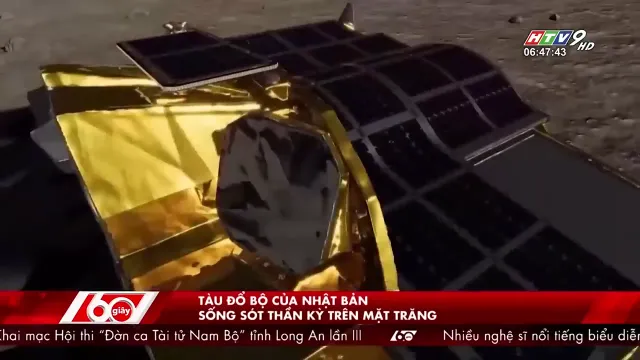 HTV9 HD
06:47:43
60 giây
TÀU ĐỔ BỘ CỦA NHẬT BẢN
SỐNG SÓT THẦN KỲ TRÊN MẶT TRĂNG
Khai mạc Hội thi “Đờn ca Tài tử Nam Bộ” tỉnh Long An lần III 60 Nhiều nghệ sĩ nổi tiếng biểu diễ